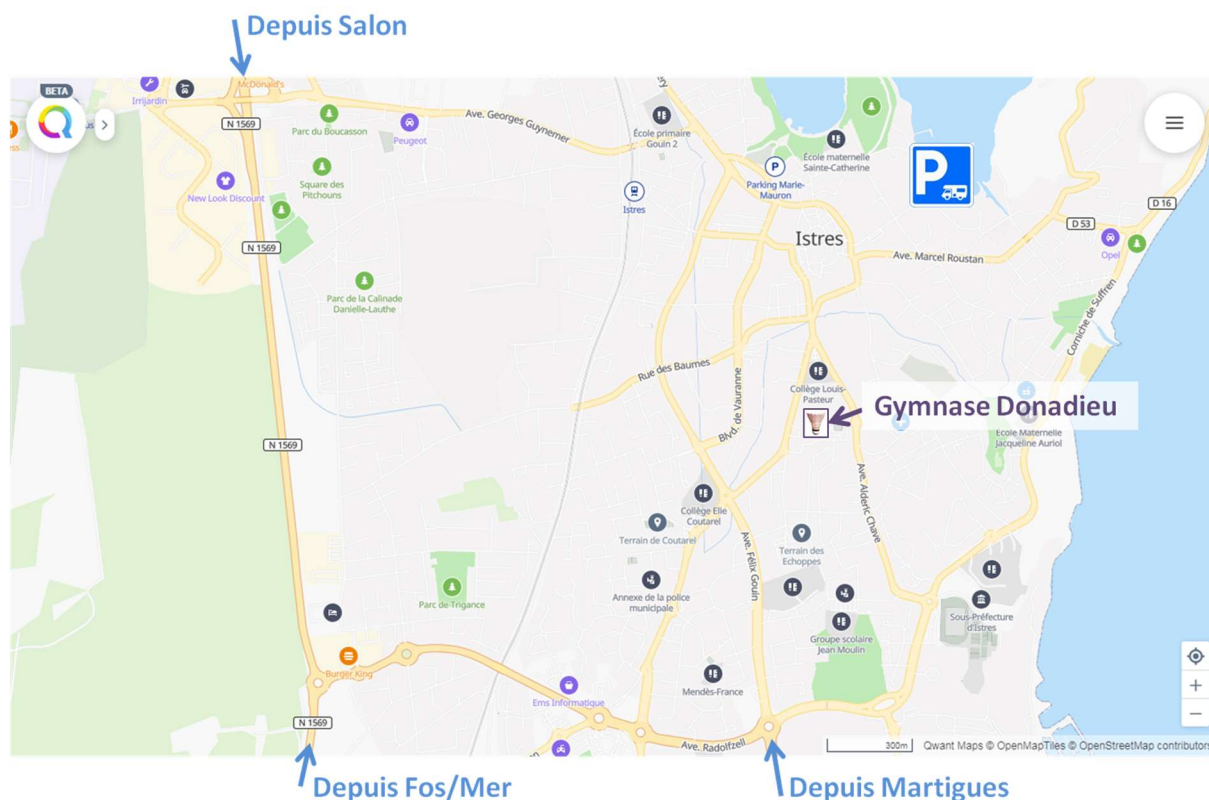 Depuis Salon
BETA
McDonald's
Irrijardin
N 1569
Parc du Boucasson
Peugeot
Ave. Georges Guynemer
École primaire
Gouin 2
École maternelle
Sainte-Catherine
P
P
Parking Marie-
Mauron
New Look Discount
Square des
Pitchouns
Istres
D 16
D 53
N 1569
Istres
Opel
Ave. Marcel Roustan
Parc de la Calinade
Danielle-Lauthe
Corniche de Suffren
Rue des Baumes
Collège Louis-
Pasteur
Blvd. de Vauranne
Gymnase Donadieu
École Maternelle
Jacqueline Auriol
N 1569
Collège Elie
Coutarel
Ave. Alderic Chave
Terrain de Coutarel
Terrain des
Echoppes
Ave. Félix Gouin
Annexe de la police
municipale
Parc de Trigance
Sous-Préfecture
d'Istres
Groupe scolaire
Jean Moulin
Burger King
Mendès-France
Ems Informatique
N 1569
Ave. Radolfzell
300m
Qwant Maps © OpenMapTiles © OpenStreetMap contributors
Depuis Fos/Mer
Depuis Martigues